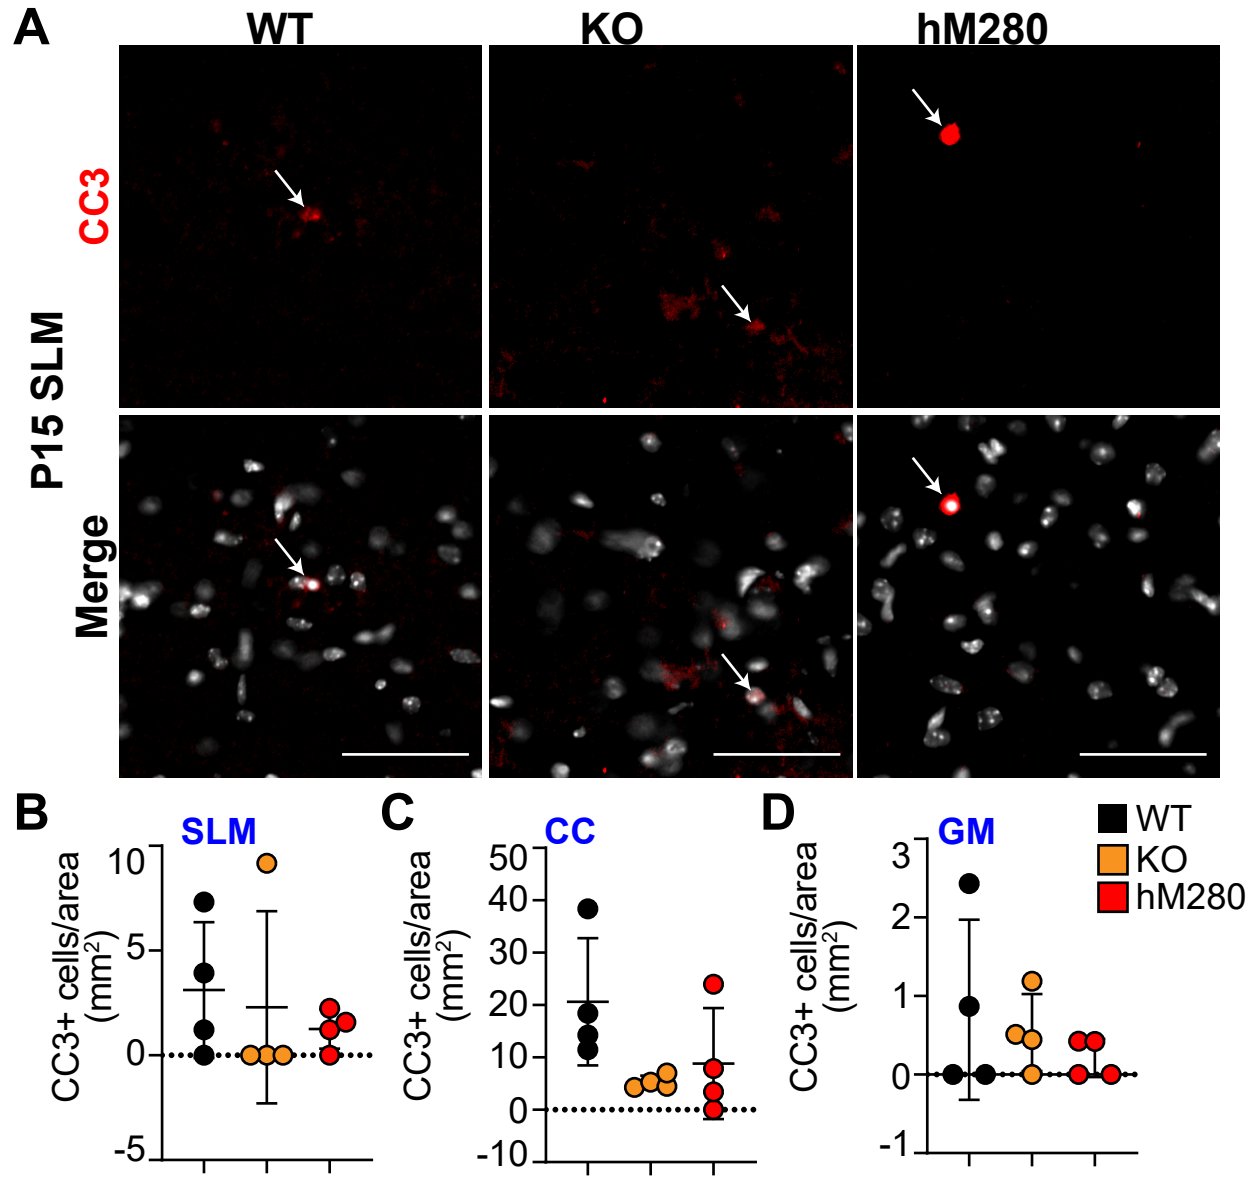 A
WT
KO
hM280
CC3
P15 SLM
Merge
B
SLM
CC3+ cells/area
(mm²)
10
5
0
-5
C
CC
CC3+ cells/area
(mm²)
50
40
30
20
10
0
-10
D
GM
CC3+ cells/area
(mm²)
3
2
1
0
-1
WT
KO
hM280